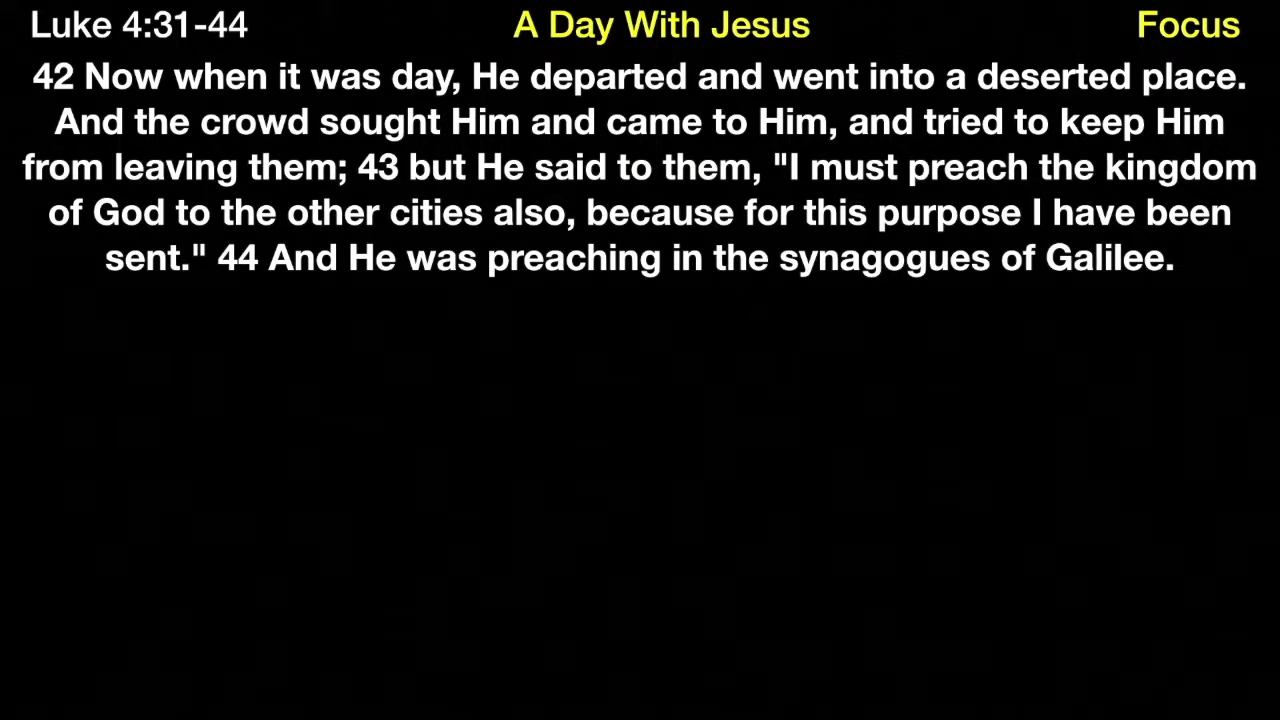 Luke 4:31-44 A Day With Jesus Focus
42 Now when it was day, He departed and went into a deserted place.
And the crowd sought Him and came to Him, and tried to keep Him
from leaving them; 43 but He said to them, "I must preach the kingdom
of God to the other cities also, because for this purpose I have been
sent." 44 And He was preaching in the synagogues of Galilee.